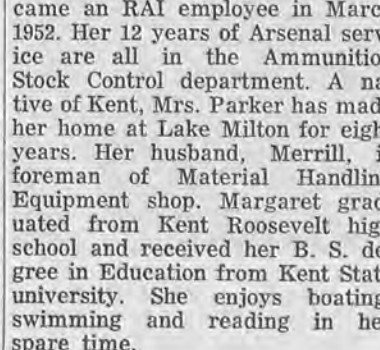 came an RAI employee in Marc
1952. Her 12 years of Arsenal serv
ice are all in the Ammunitio
Stock Control department. A na
tive of Kent, Mrs. Parker has mad
her home at Lake Milton for eigh
years. Her husband, Merrill, i
foreman of Material Handlin
Equipment shop. Margaret grad
uated from Kent Roosevelt hig
school and received her B. S. de
gree in Education from Kent Stat
university. She enjoys boating
swimming and reading in he
spare time.